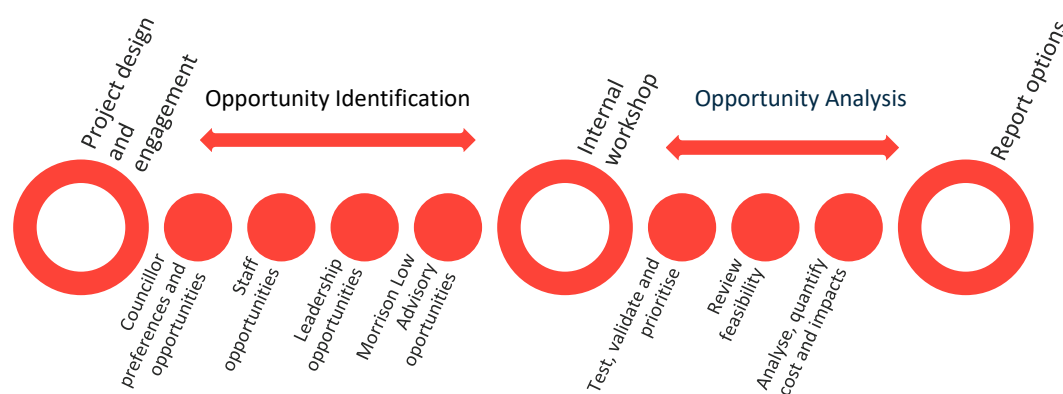 Project design
and
engagement
Opportunity Identification
Internal
workshop
Opportunity Analysis
Report options
Councillor
preferences and
opportunities
Staff
opportunities
Leadership
opportunities
Morrison Low
Advisory
opportunities
Test, validate and
prioritise
Review
feasibility
Analyse, quantify
cost and impacts